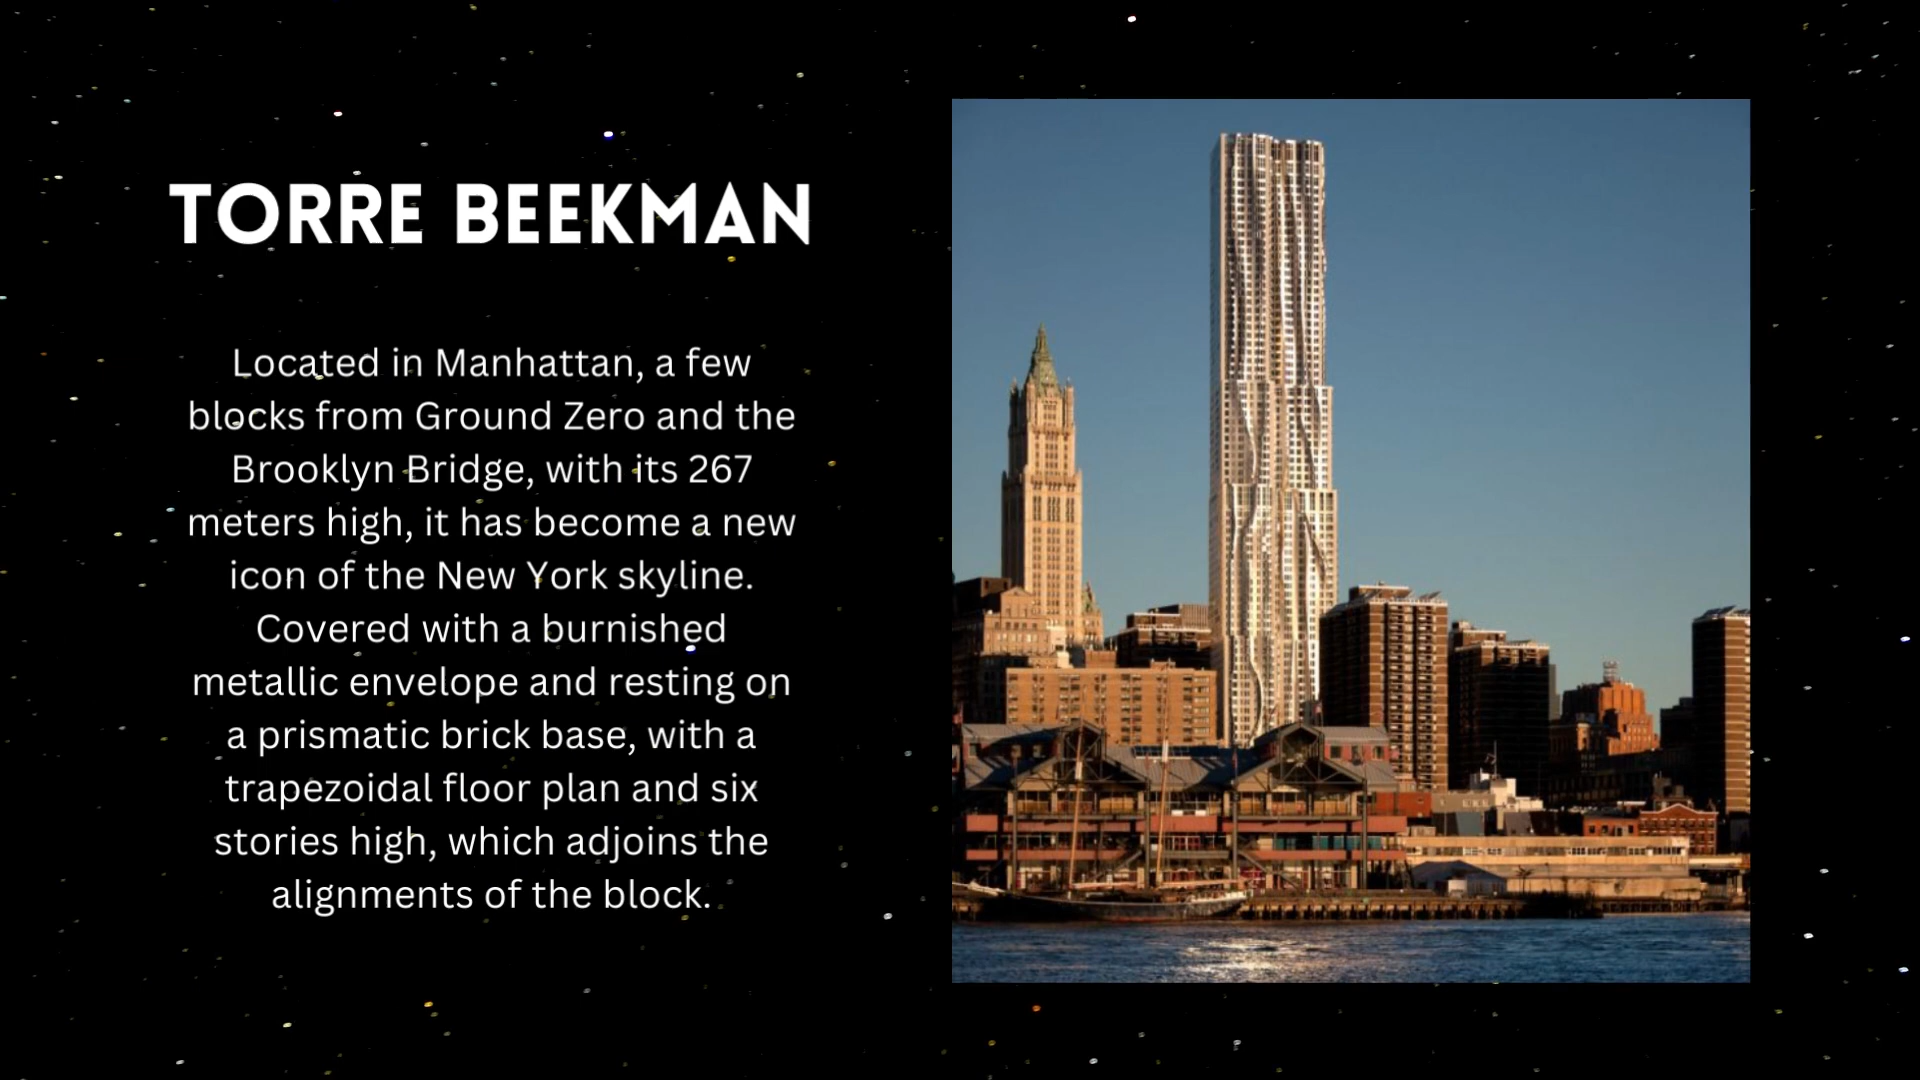 TORRE BEEKMAN
Located in Manhattan, a few
blocks from Ground Zero and the
Brooklyn Bridge, with its 267
meters high, it has become a new
icon of the New York skyline.
Covered with a burnished
metallic envelope and resting on
a prismatic brick base, with a
trapezoidal floor plan and six
stories high, which adjoins the
alignments of the block.